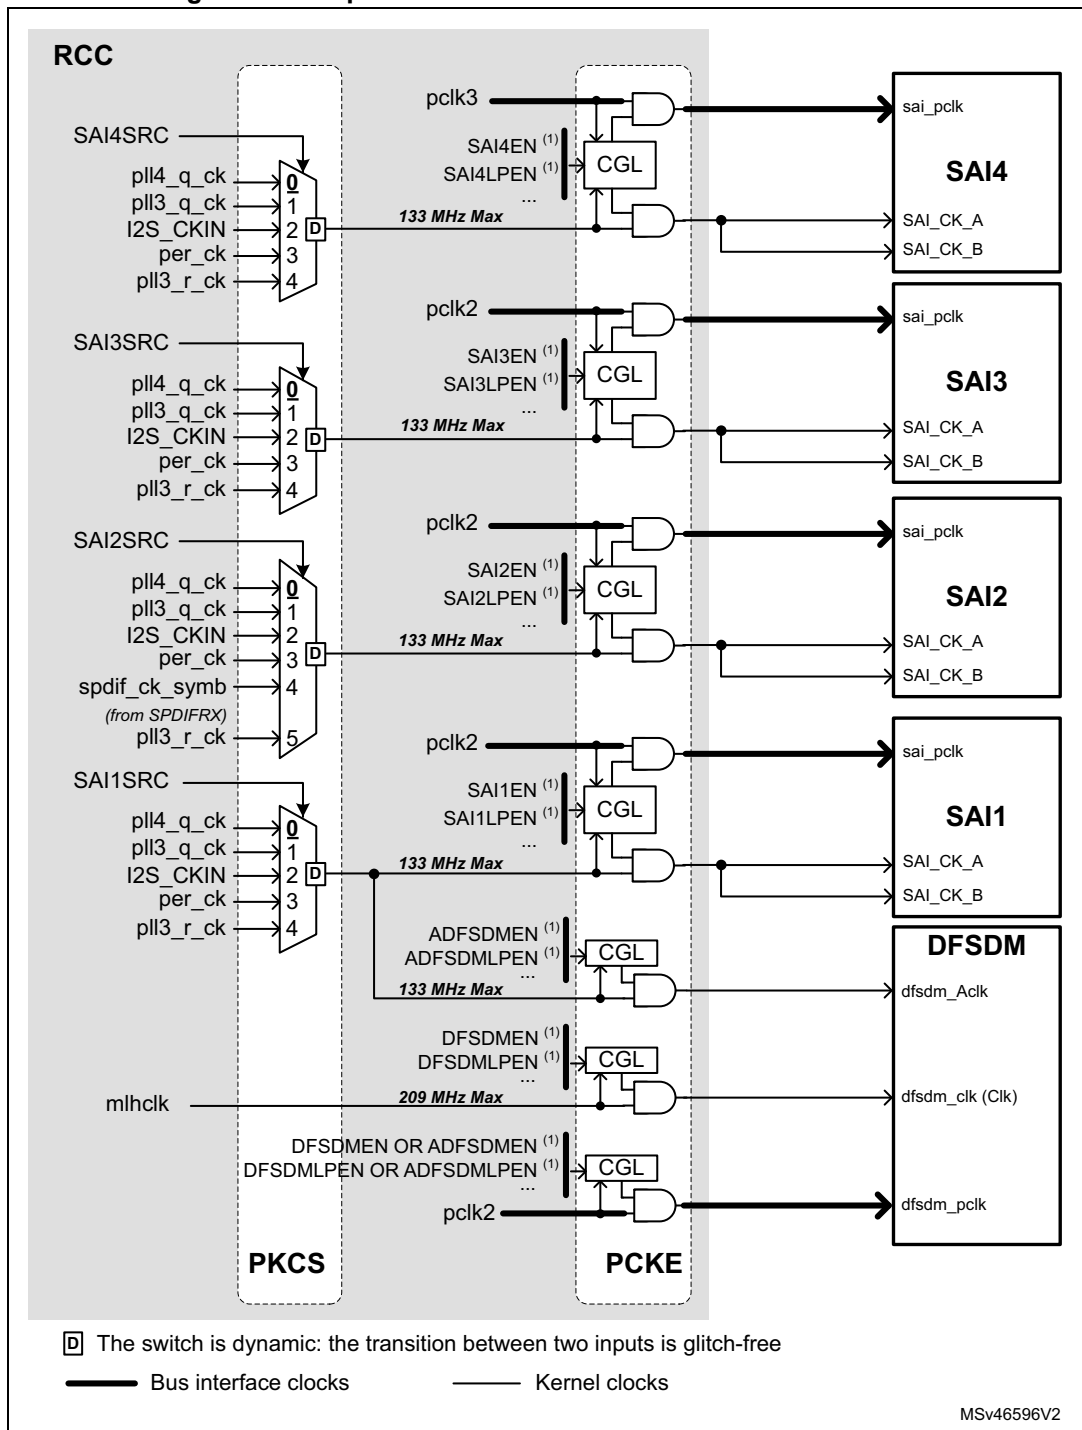 RCC
pclk3
sai_pclk
SAI4SRC
SAI4EN (1)
SAI4LPEN (1)
...
CGL
SAI4
pll4_q_ck
0
pll3_q_ck
1
I2S_CKIN
2
D
133 MHz Max
SAI_CK_A
per_ck
3
SAI_CK_B
pll3_r_ck
4
pclk2
sai_pclk
SAI3SRC
SAI3EN (1)
SAI3LPEN (1)
...
CGL
SAI3
pll4_q_ck
0
pll3_q_ck
1
I2S_CKIN
2
D
133 MHz Max
SAI_CK_A
per_ck
3
SAI_CK_B
pll3_r_ck
4
pclk2
sai_pclk
SAI2SRC
SAI2EN (1)
SAI2LPEN (1)
...
CGL
SAI2
pll4_q_ck
0
pll3_q_ck
1
I2S_CKIN
2
per_ck
3
D
133 MHz Max
SAI_CK_A
spdif_ck_symb
4
SAI_CK_B
(from SPDIFRX)
pll3_r_ck
5
pclk2
sai_pclk
SAI1SRC
SAI1EN (1)
SAI1LPEN (1)
...
CGL
SAI1
pll4_q_ck
0
pll3_q_ck
1
I2S_CKIN
2
D
133 MHz Max
SAI_CK_A
per_ck
3
SAI_CK_B
pll3_r_ck
4
ADFSDMEN (1)
ADFSDMLPEN (1)
...
CGL
DFSDM
133 MHz Max
dfsdm_Aclk
DFSDMEN (1)
DFSDMLPEN (1)
...
CGL
mlhclk
209 MHz Max
dfsdm_clk (Clk)
DFSDMEN OR ADFSDMEN (1)
DFSDMLPEN OR ADFSDMLPEN (1)
...
CGL
pclk2
dfsdm_pclk
PKCS
PCKE
D The switch is dynamic: the transition between two inputs is glitch-free
Bus interface clocks
Kernel clocks
MSv46596V2